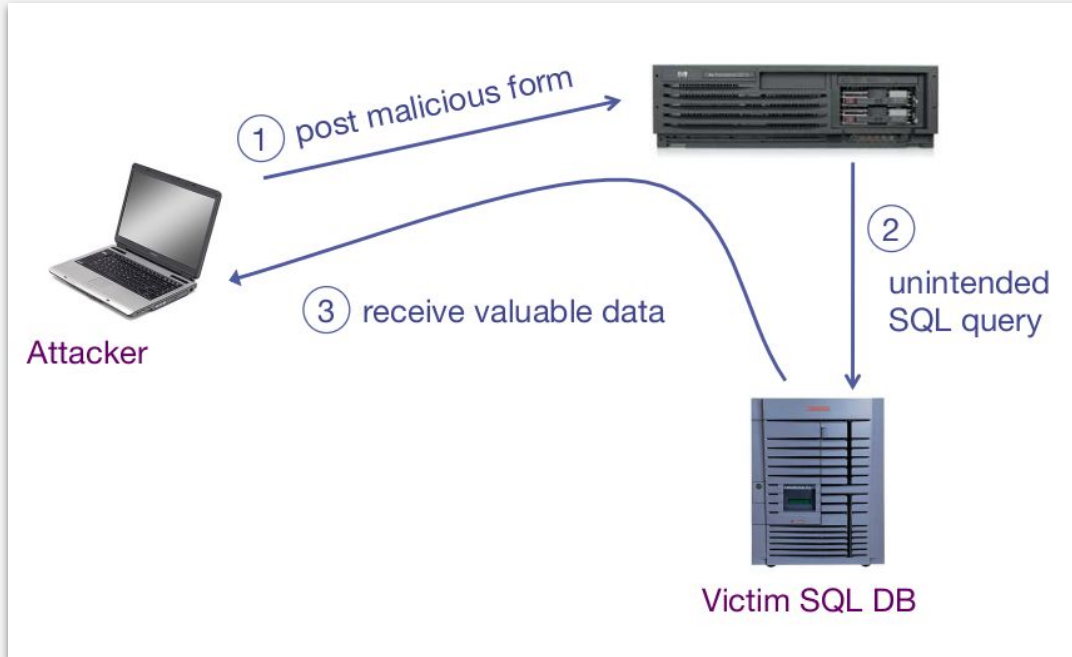 1 post malicious form
2
unintended
SQL query
3 receive valuable data
Attacker
Victim SQL DB